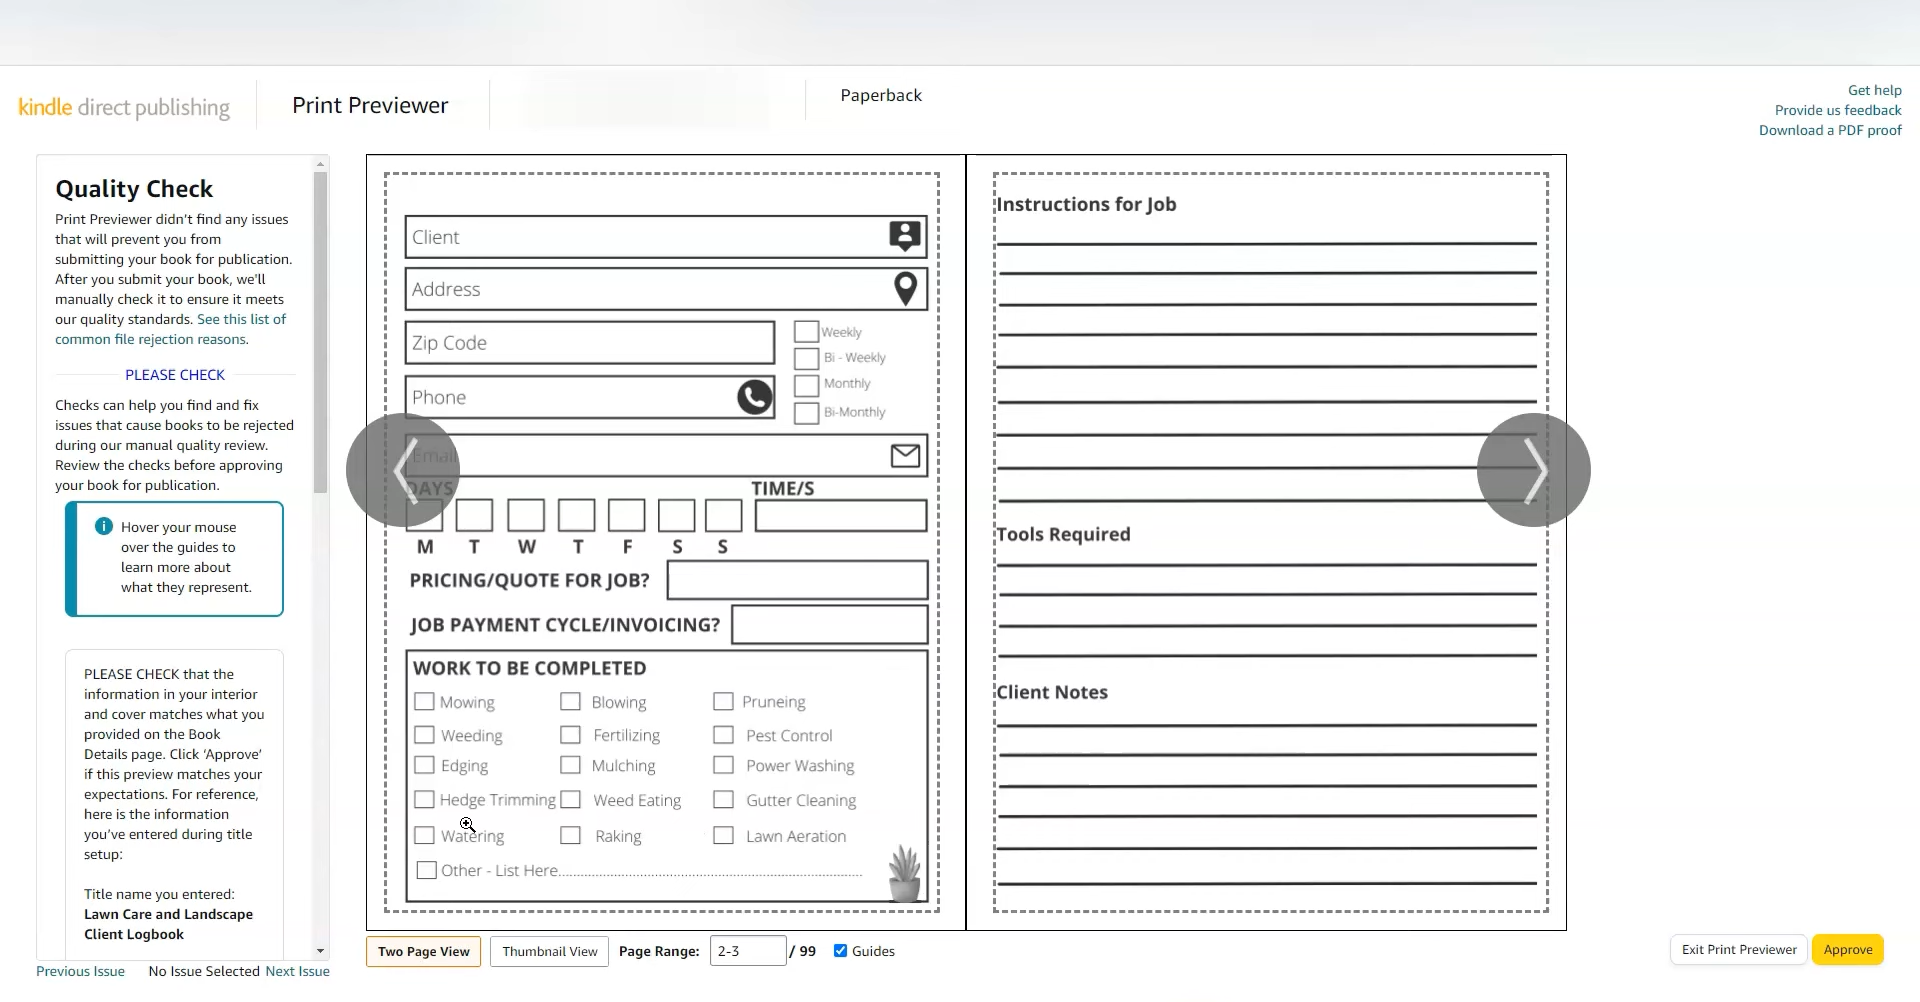 kindle direct publishing
Print Previewer
Paperback
Get help
Provide us feedback
Download a PDF proof
Quality Check
Print Previewer didn't find any issues
that will prevent you from
submitting your book for publication.
After you submit your book, we'll
manually check it to ensure it meets
our quality standards. See this list of
common file rejection reasons.
PLEASE CHECK
Checks can help you find and fix
issues that cause books to be rejected
during our manual quality review.
Review the checks before approving
your book for publication.
Hover your mouse
over the guides to
learn more about
what they represent.
PLEASE CHECK that the
information in your interior
and cover matches what you
provided on the Book
Details page. Click ‘Approve’
if this preview matches your
expectations. For reference,
here is the information
you’ve entered during title
setup:
Title name you entered:
Lawn Care and Landscape
Client Logbook
Previous Issue No Issue Selected Next Issue
Client
Address
Zip Code
Weekly
Bi - Weekly
Monthly
Bi-Monthly
Phone
Email
DAYS TIME/S
M T W T F S S
PRICING/QUOTE FOR JOB?
JOB PAYMENT CYCLE/INVOICING?
WORK TO BE COMPLETED
Mowing Blowing Pruneing
Weeding Fertilizing Pest Control
Edging Mulching Power Washing
Hedge Trimming Weed Eating Gutter Cleaning
Watering Raking Lawn Aeration
Other - List Here...............................................................................
Instructions for Job
Tools Required
Client Notes
Two Page View Thumbnail View Page Range: 2-3 / 99 Guides
Exit Print Previewer Approve